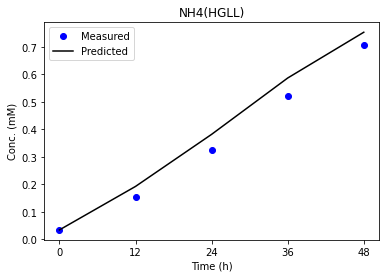 NH4(HGLL)
Measured
Predicted
Conc. (mM)
0.7
0.6
0.5
0.4
0.3
0.2
0.1
0.0
0 12 24 36 48
Time (h)